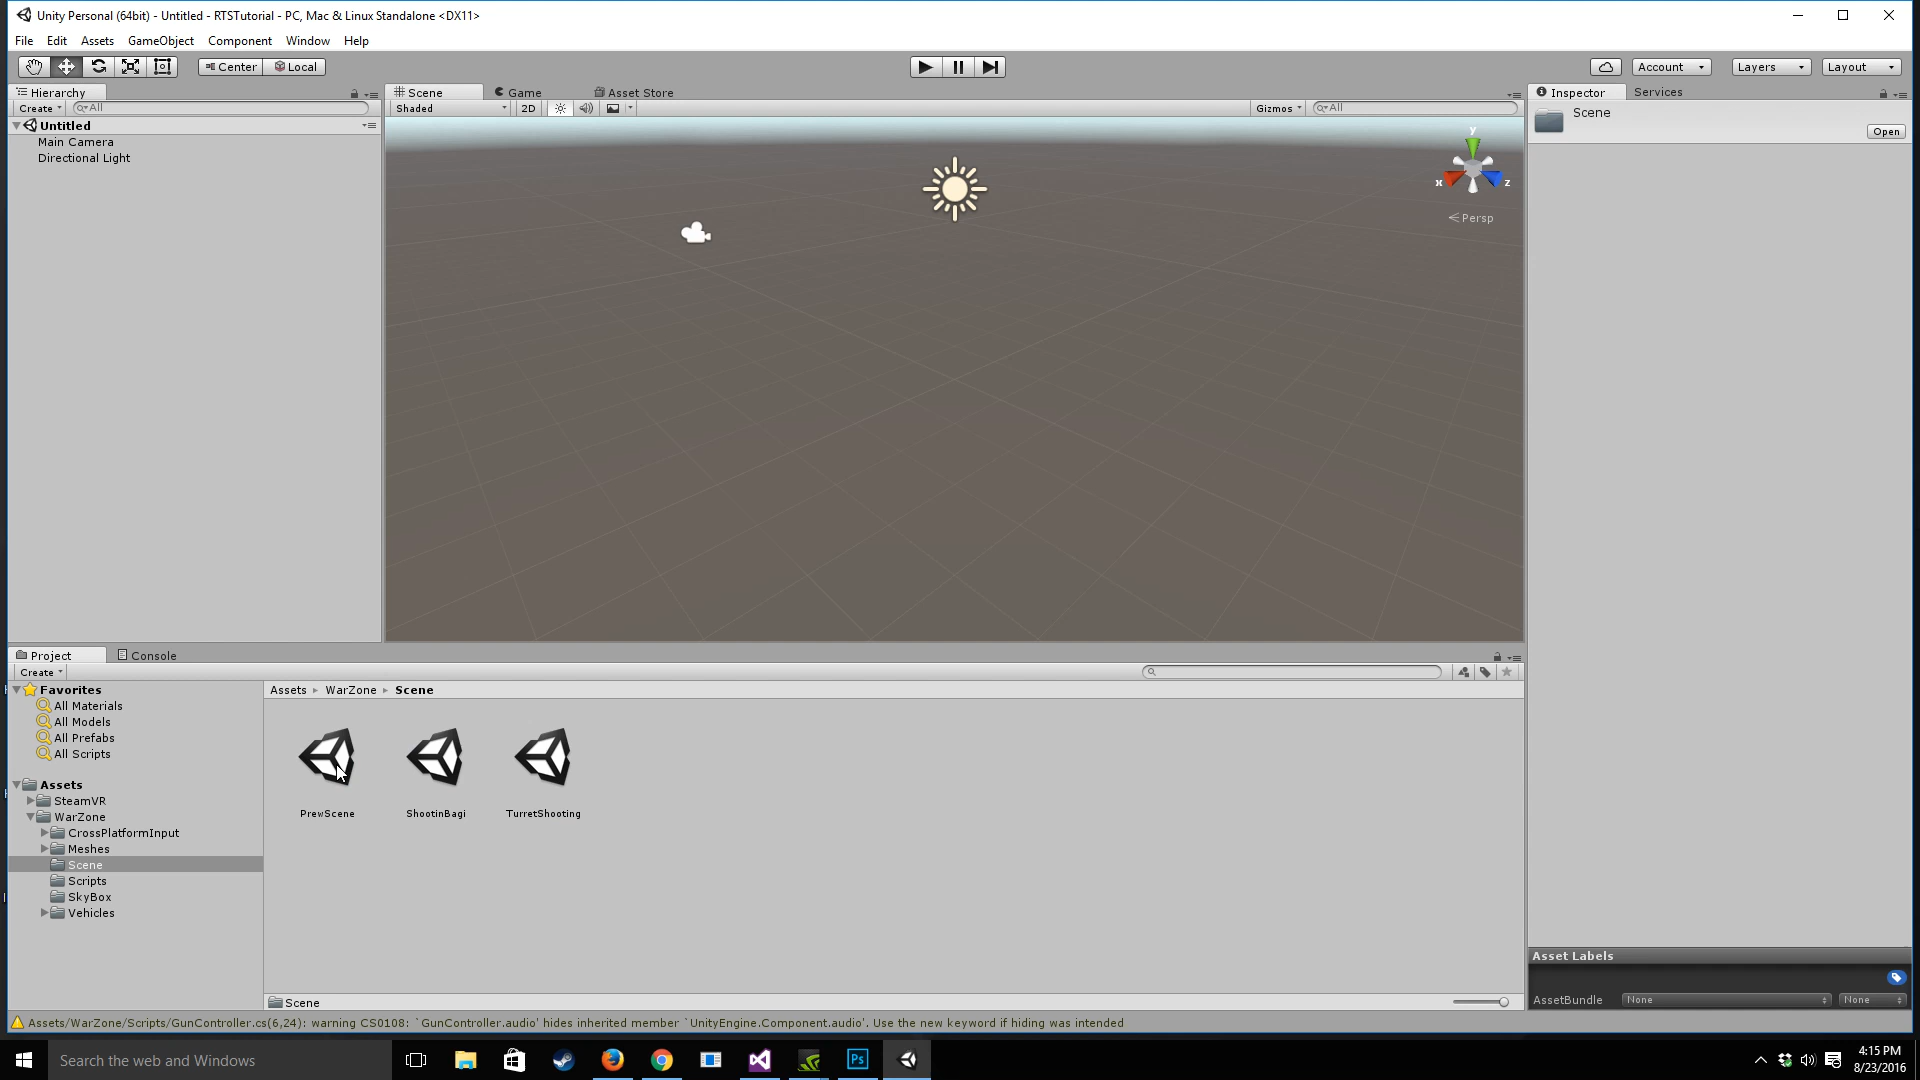 Unity Personal (64bit) - Untitled - RTSTutorial - PC, Mac & Linux Standalone <DX11>
File Edit Assets GameObject Component Window Help
Center Local Account Layers Layout
Hierarchy Scene Game Asset Store Inspector Services
Create All Shaded 2D Gizmos All Scene
Untitled
Open
Main Camera
Directional Light
y
x z
Persp
Project Console
Create
Favorites Assets WarZone Scene
All Materials
All Models
All Prefabs
All Scripts
Assets
SteamVR
WarZone
CrossPlatformInput
Meshes
Scene
Scripts
SkyBox
Vehicles
PrewScene ShootinBagi TurretShooting
Asset Labels
AssetBundle None None
Scene
Assets/WarZone/Scripts/GunController.cs(6,24): warning CS0108: `GunController.audio' hides inherited member `UnityEngine.Component.audio'. Use the new keyword if hiding was intended
Search the web and Windows
Ps
4:15 PM
8/23/2016